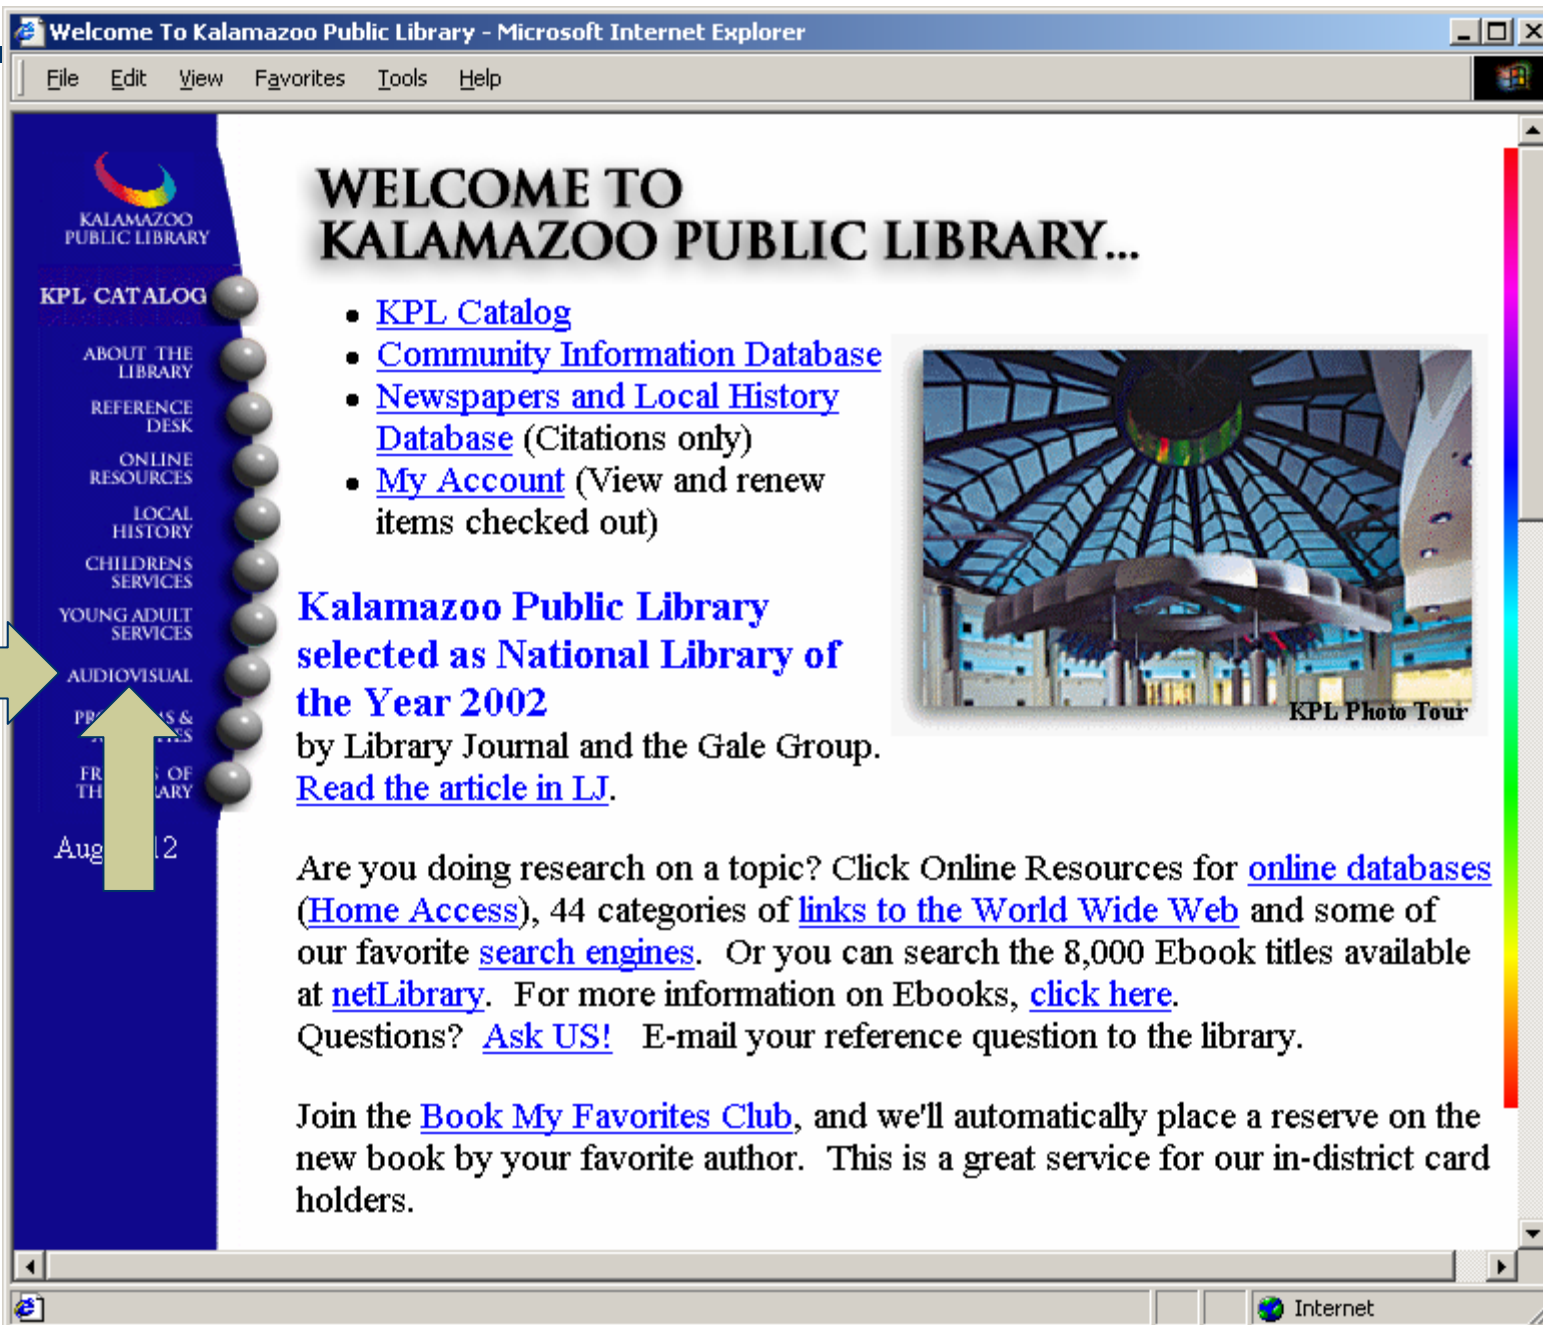 Welcome To Kalamazoo Public Library - Microsoft Internet Explorer
File Edit View Favorites Tools Help
KALAMAZOO
PUBLIC LIBRARY
KPL CATALOG
ABOUT THE
LIBRARY
REFERENCE
DESK
ONLINE
RESOURCES
LOCAL
HISTORY
CHILDRENS
SERVICES
YOUNG ADULT
SERVICES
AUDIOVISUAL
&
OF
12
WELCOME TO
KALAMAZOO PUBLIC LIBRARY...
• KPL Catalog
• Community Information Database
• Newspapers and Local History
Database (Citations only)
• My Account (View and renew
items checked out)
KPL Photo Tour
Kalamazoo Public Library
selected as National Library of
the Year 2002
by Library Journal and the Gale Group.
Read the article in LJ.
Are you doing research on a topic? Click Online Resources for online databases
(Home Access), 44 categories of links to the World Wide Web and some of
our favorite search engines. Or you can search the 8,000 Ebook titles available
at netLibrary. For more information on Ebooks, click here.
Questions? Ask US! E-mail your reference question to the library.
Join the Book My Favorites Club, and we'll automatically place a reserve on the
new book by your favorite author. This is a great service for our in-district card
holders.
Internet